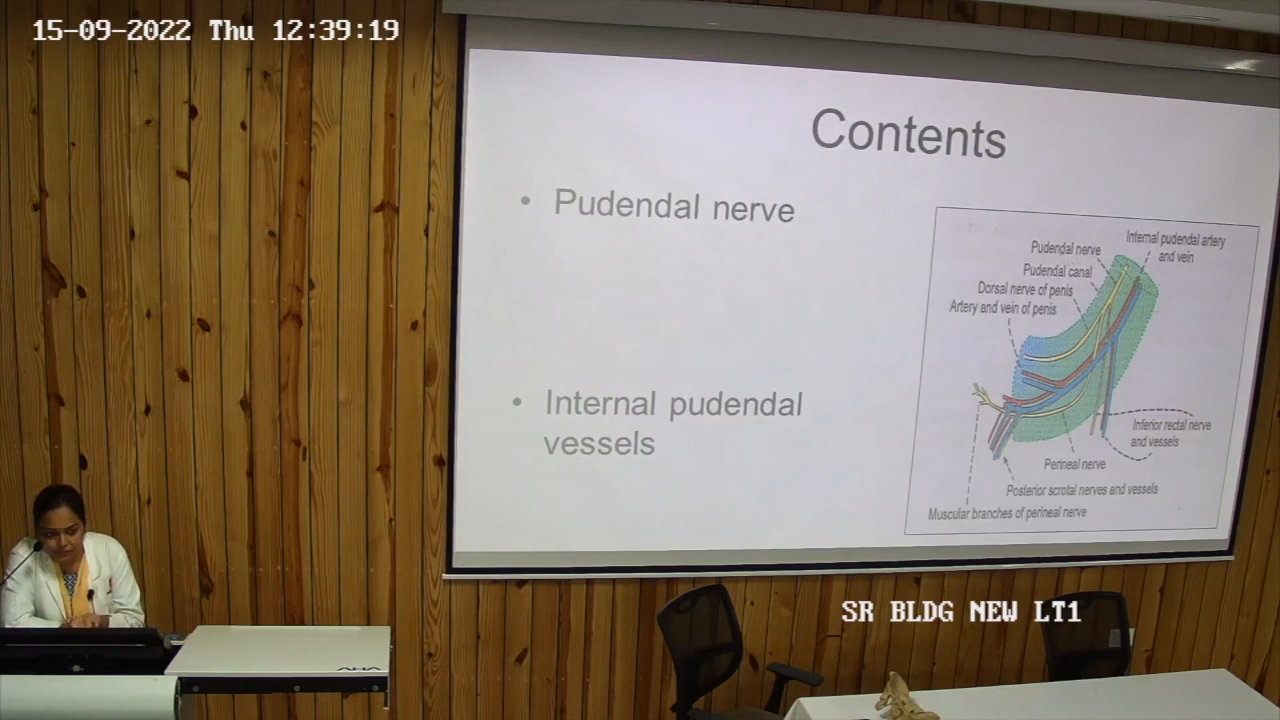 15-09-2022 Thu 12:39:19
Contents
• Pudendal nerve
• Internal pudendal
vessels
Internal pudendal artery
and vein
Pudendal nerve
Pudendal canal
Dorsal nerve of penis
Artery and vein of penis
Inferior rectal nerve
and vessels
Perineal nerve
Posterior scrotal nerves and vessels
Muscular branches of perineal nerve
SR BLDG NEW LT1